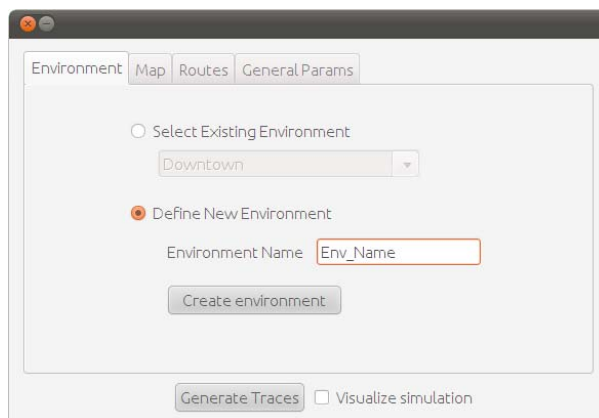 Environment Map Routes General Params
Select Existing Environment
Downtown
Define New Environment
Environment Name Env_Name
Create environment
Generate Traces Visualize simulation